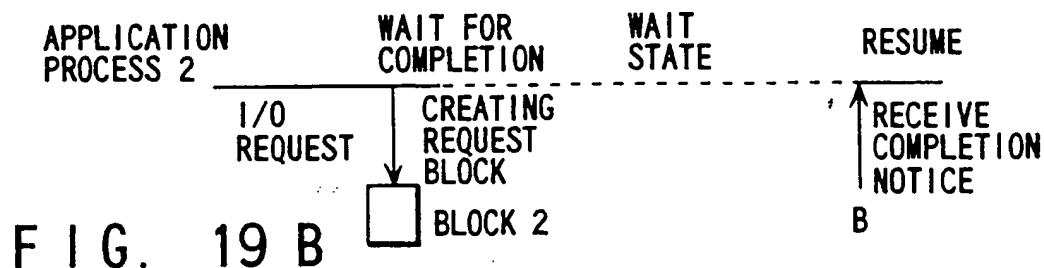 APPLICATION
PROCESS 2
WAIT FOR
COMPLETION
WAIT
STATE
RESUME
I/O
REQUEST
CREATING
REQUEST
BLOCK
RECEIVE
COMPLETION
NOTICE
BLOCK 2
B
FIG. 19B